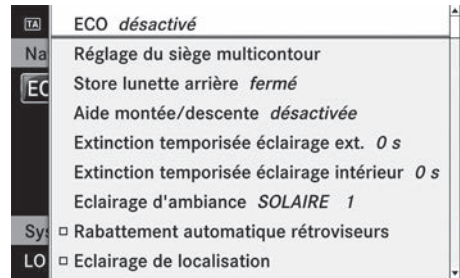 TA
ECO désactivé
Na
Réglage du siège multicontour
EC
Store lunette arrière fermé
Aide montée/descente désactivée
Extinction temporisée éclairage ext. 0 s
Extinction temporisée éclairage intérieur 0 s
Eclairage d'ambiance SOLAIRE 1
Sys
Rabattement automatique rétroviseurs
LO
Eclairage de localisation